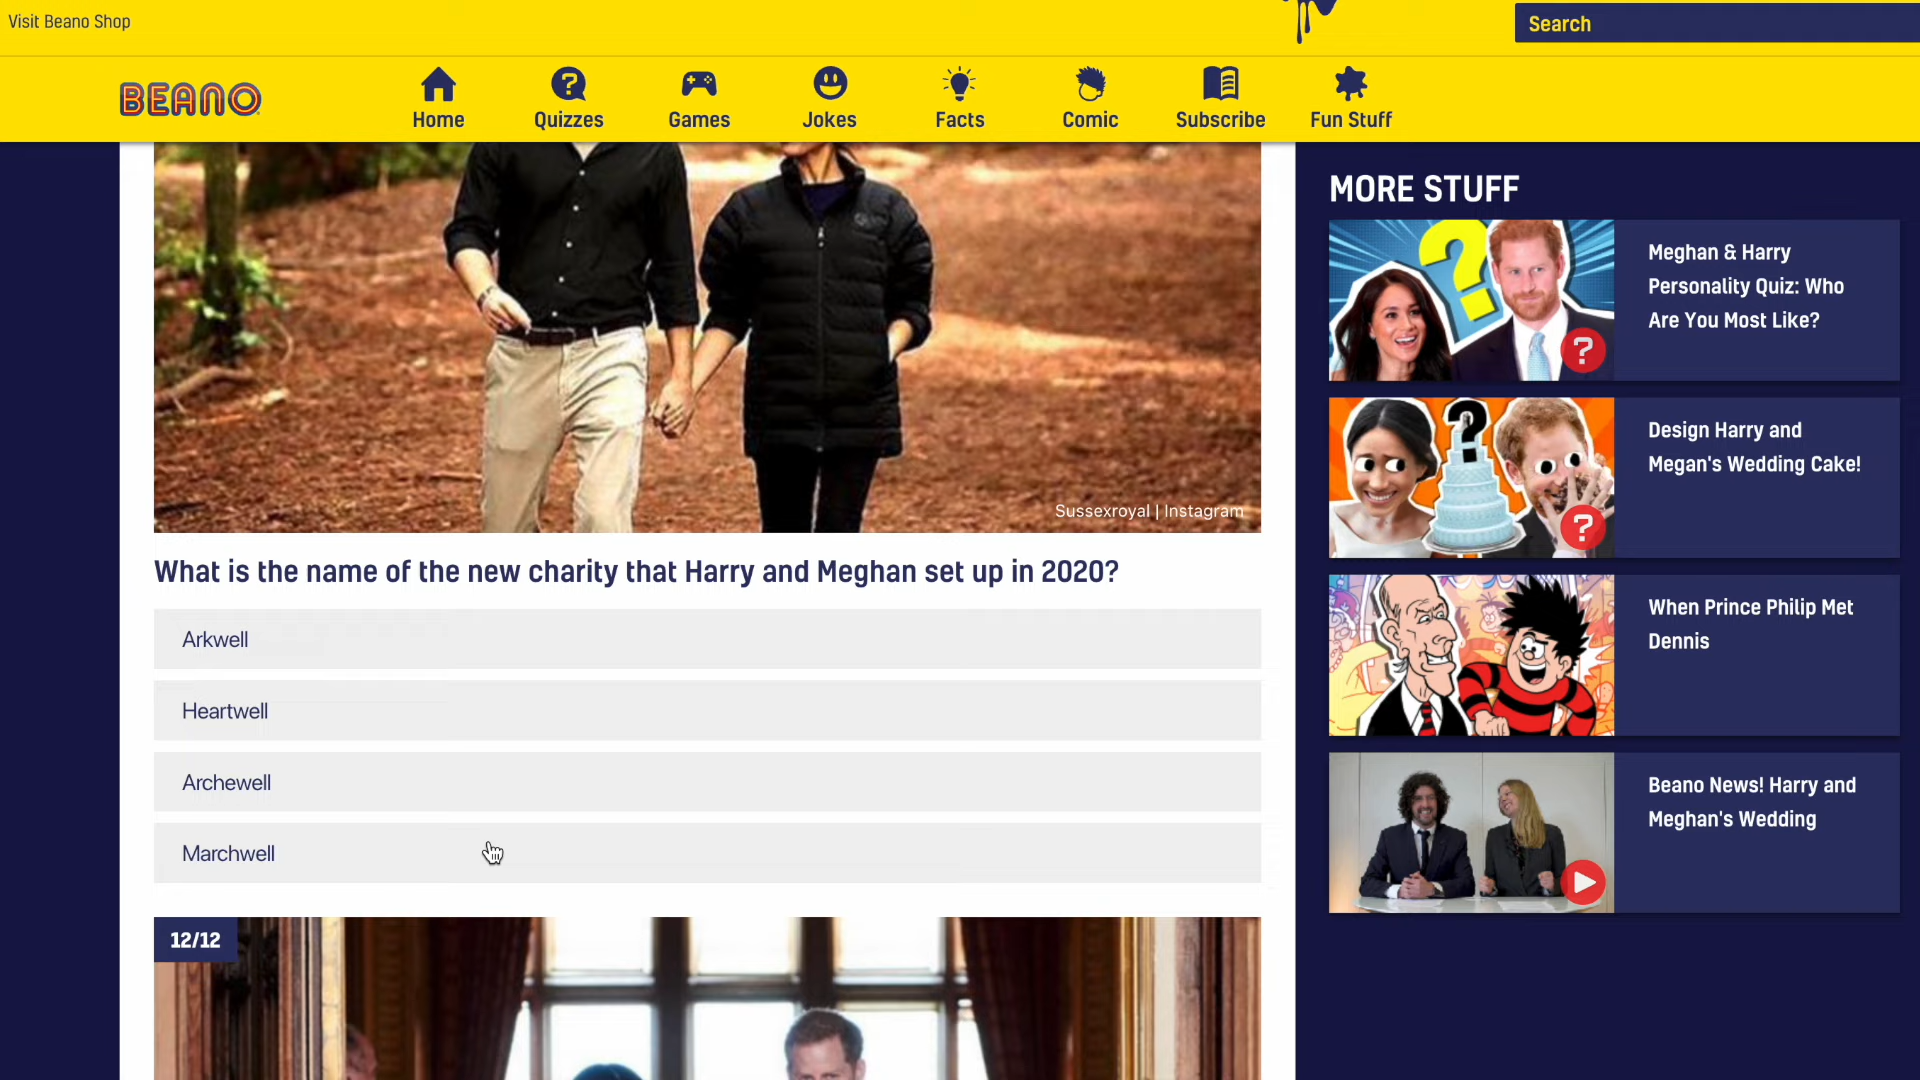 Visit Beano Shop
Search
BEANO
Home
Quizzes
Games
Jokes
Facts
Comic
Subscribe
Fun Stuff
Sussexroyal | Instagram
What is the name of the new charity that Harry and Meghan set up in 2020?
Arkwell
Heartwell
Archewell
Marchwell
12/12
MORE STUFF
Meghan & Harry
Personality Quiz: Who
Are You Most Like?
Design Harry and
Megan's Wedding Cake!
When Prince Philip Met
Dennis
Beano News! Harry and
Meghan's Wedding